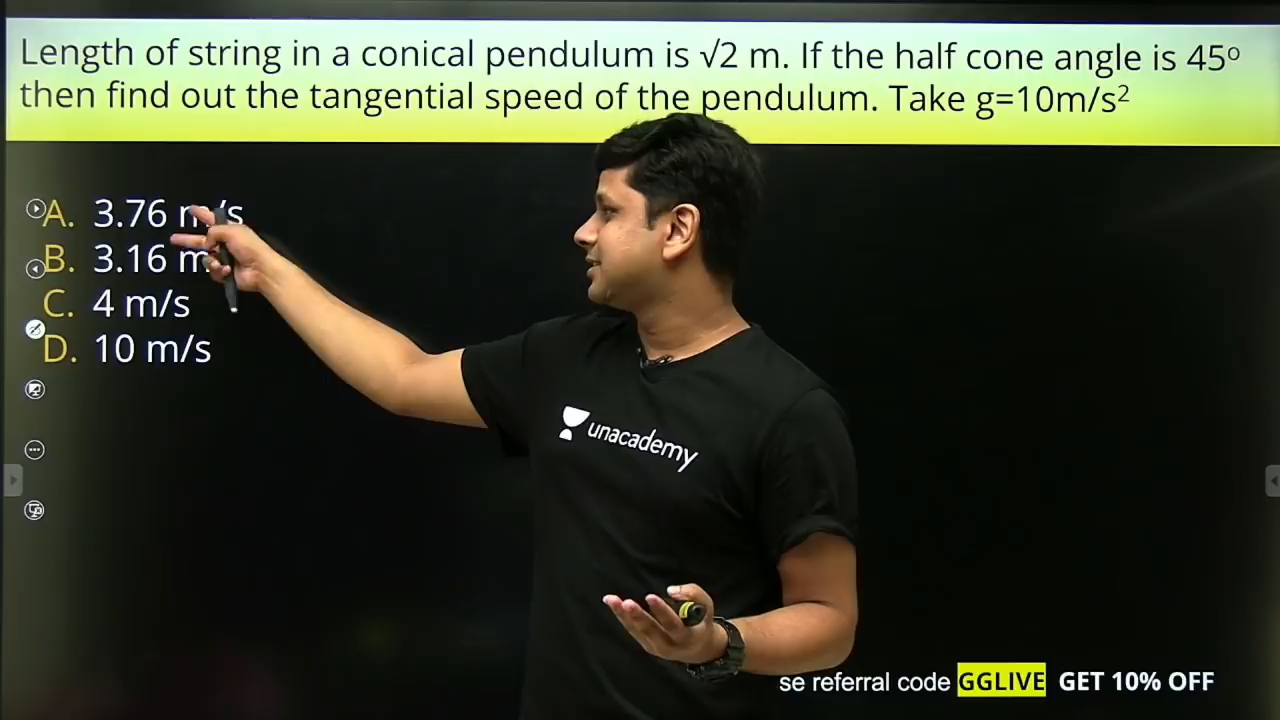 Length of string in a conical pendulum is √2 m. If the half cone angle is 45º
then find out the tangential speed of the pendulum. Take g=10m/s²
A. 3.76 m/s
B. 3.16 m
C. 4 m/s
D. 10 m/s
unacademy
se referral code GGLIVE GET 10% OFF